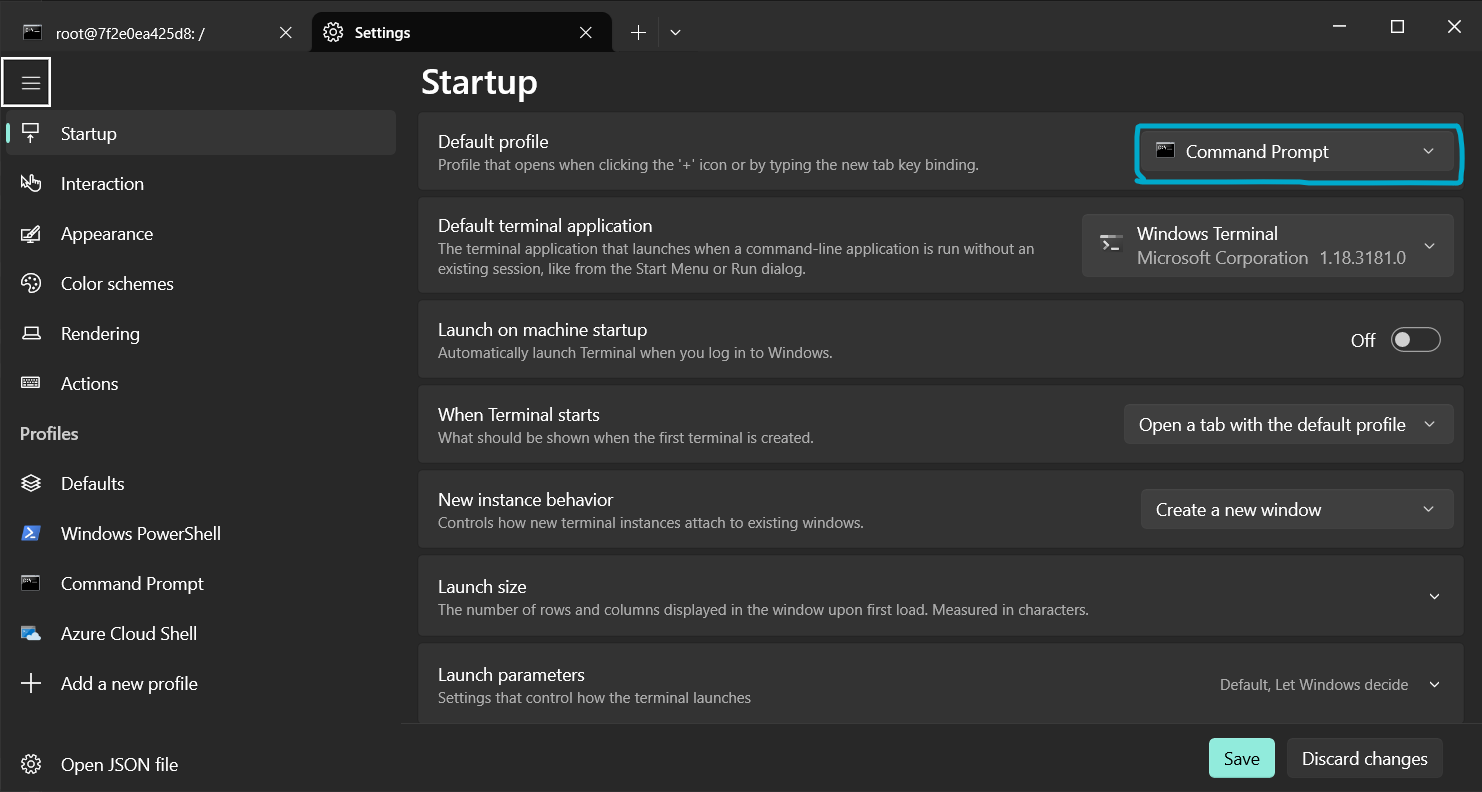 root@7f2e0ea425d8: /
Settings
Startup
Interaction
Appearance
Color schemes
Rendering
Actions
Profiles
Defaults
Windows PowerShell
Command Prompt
Azure Cloud Shell
Add a new profile
Open JSON file
Startup
Default profile
Profile that opens when clicking the '+' icon or by typing the new tab key binding.
Command Prompt
Default terminal application
The terminal application that launches when a command-line application is run without an
existing session, like from the Start Menu or Run dialog.
Windows Terminal
Microsoft Corporation 1.18.3181.0
Launch on machine startup
Automatically launch Terminal when you log in to Windows.
Off
When Terminal starts
What should be shown when the first terminal is created.
Open a tab with the default profile
New instance behavior
Controls how new terminal instances attach to existing windows.
Create a new window
Launch size
The number of rows and columns displayed in the window upon first load. Measured in characters.
Launch parameters
Settings that control how the terminal launches
Default, Let Windows decide
Save
Discard changes